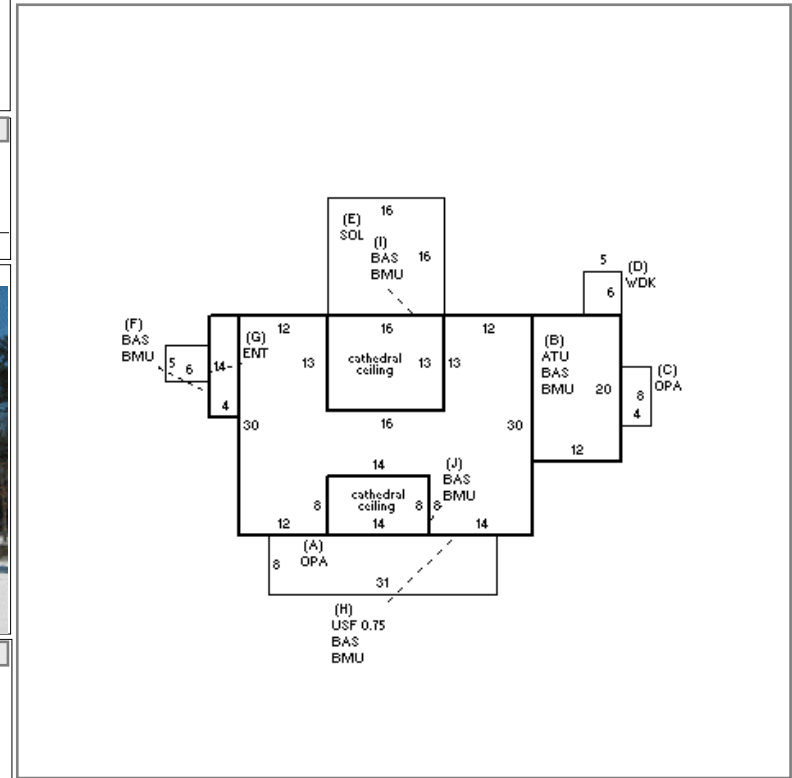 16
(E)
SOL
(I)
BAS
BMU
16
5
(D)
WDK
6
(F)
BAS
BMU
5
6
14
4
(G)
ENT
12
16
12
13
cathedral
ceiling
13
13
(B)
ATU
BAS
BMU
20
12
(C)
OPA
8
4
30
16
30
14
(J)
BAS
BMU
8
cathedral
ceiling
8
8
12
14
14
(A)
OPA
8
31
(H)
USF 0.75
BAS
BMU